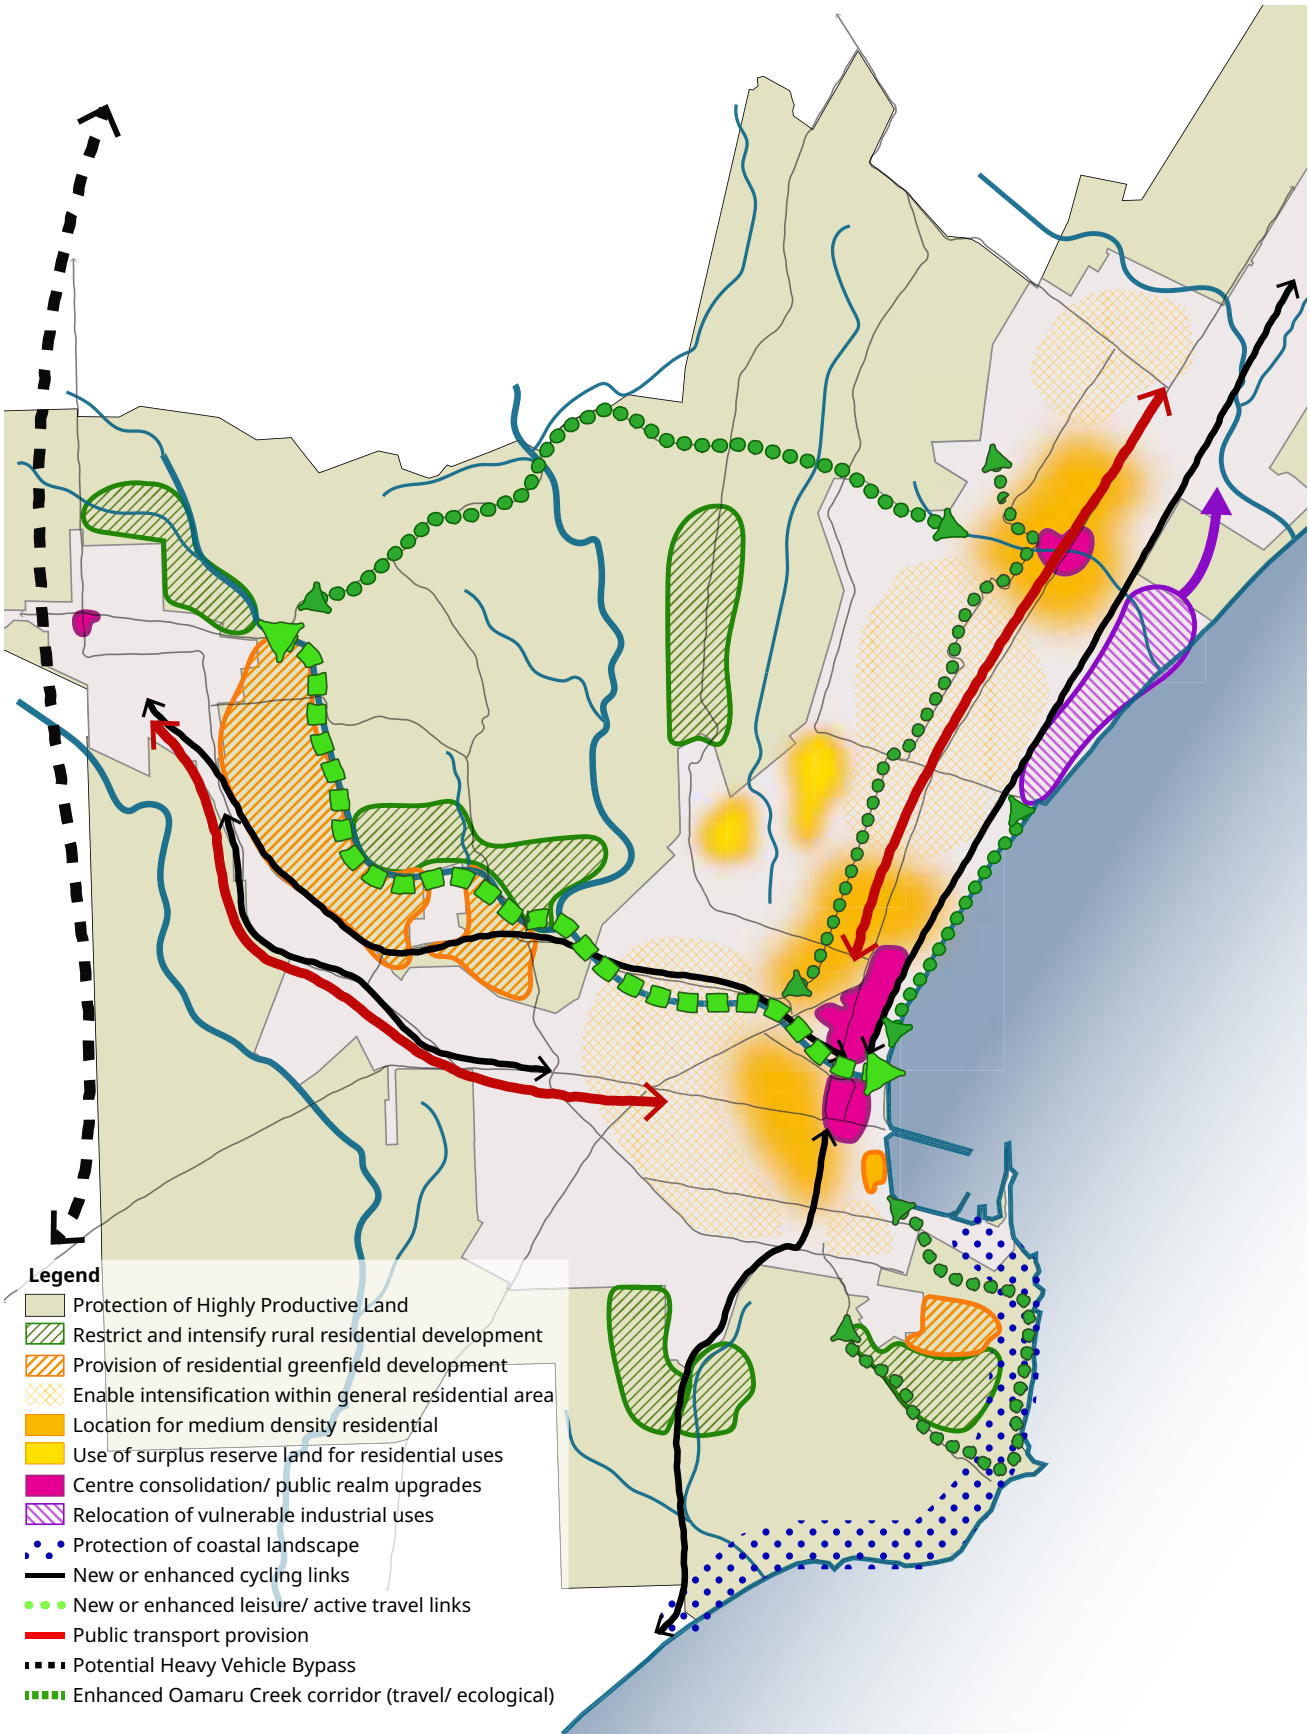 Legend
Protection of Highly Productive Land
Restrict and intensify rural residential development
Provision of residential greenfield development
Enable intensification within general residential area
Location for medium density residential
Use of surplus reserve land for residential uses
Centre consolidation/ public realm upgrades
Relocation of vulnerable industrial uses
Protection of coastal landscape
New or enhanced cycling links
New or enhanced leisure/ active travel links
Public transport provision
Potential Heavy Vehicle Bypass
Enhanced Oamaru Creek corridor (travel/ ecological)